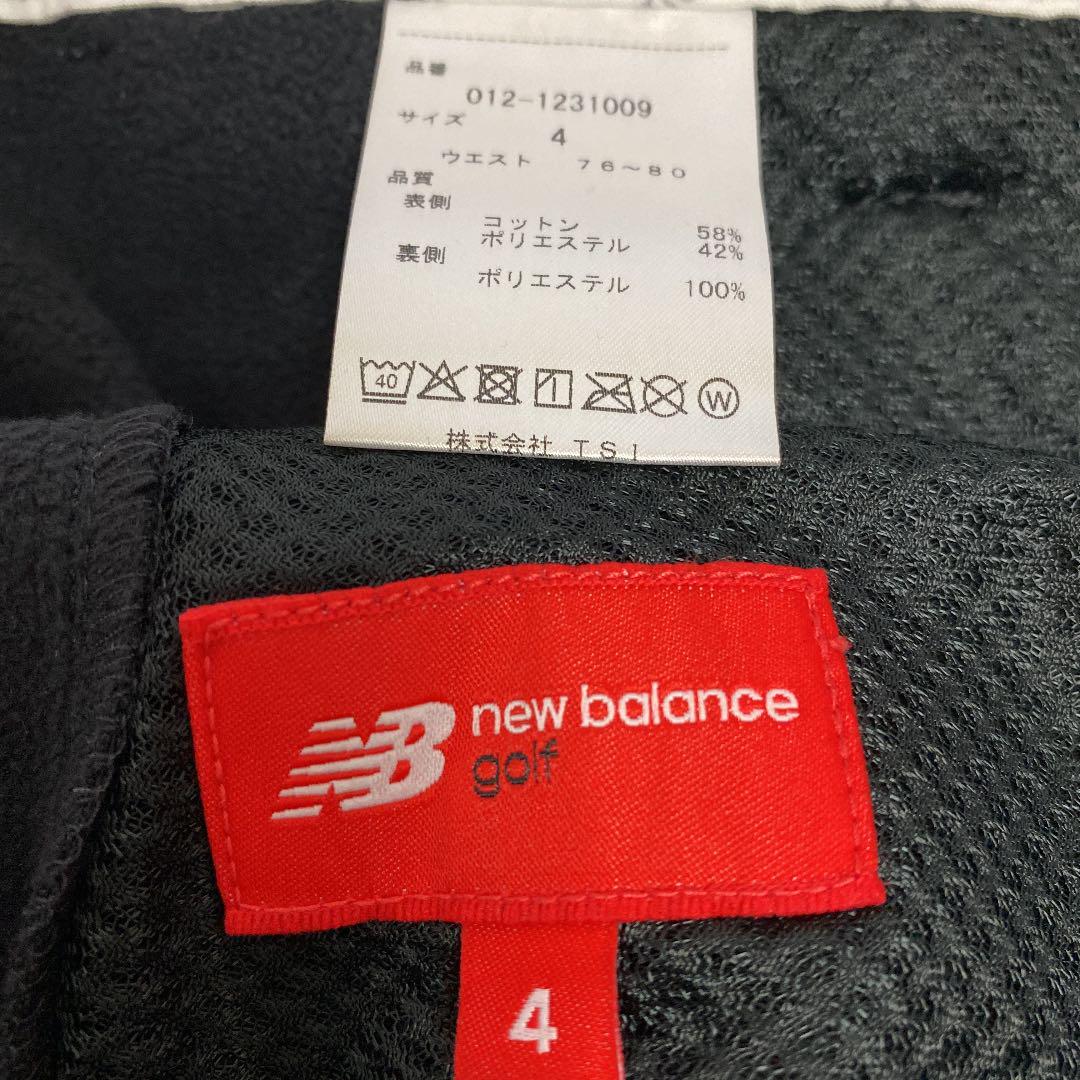 品番
012-1231009
サイズ
4
ウエスト 76~80
品質
表側
コットン 58%
ポリエステル 42%
裏側
ポリエステル 100%
40
W
株式会社 TSI
NB new balance
golf
4